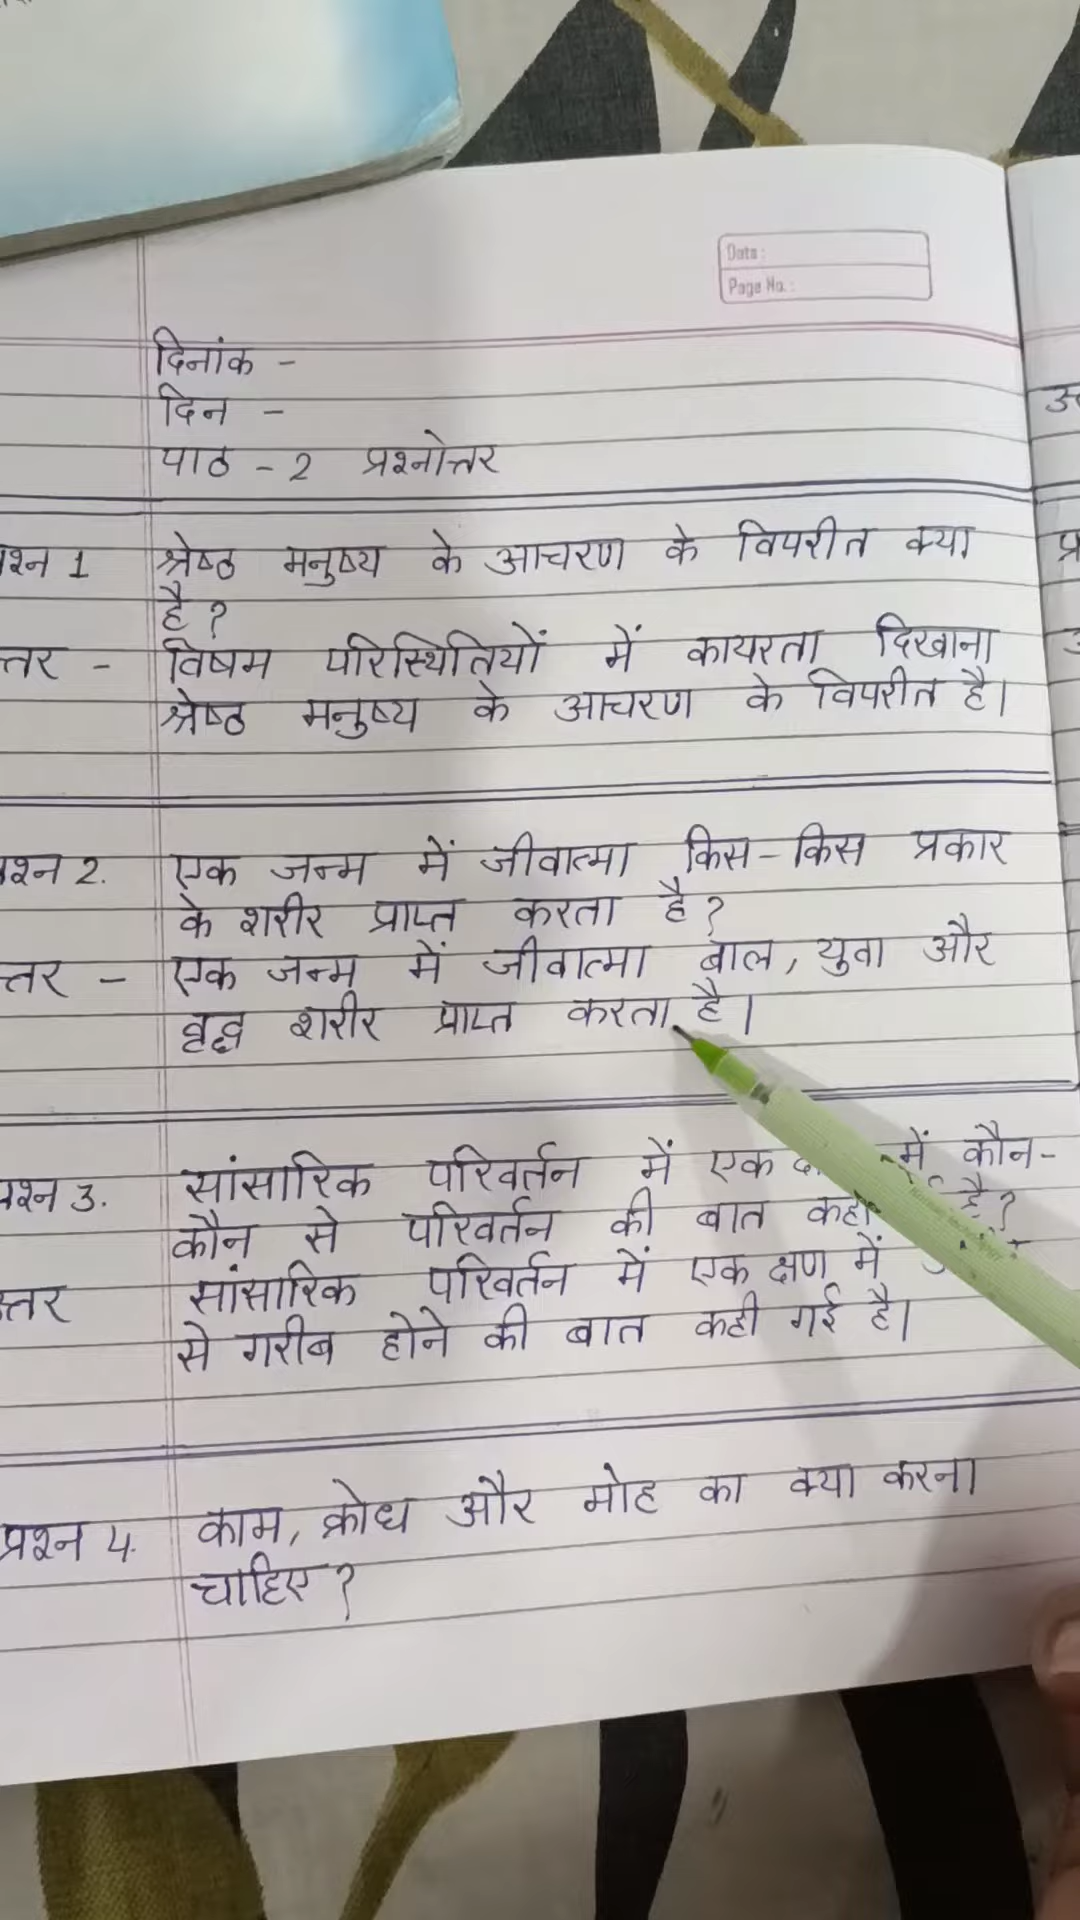 Date :
Page No. :
दिनांक -
दिन -
पाठ - 2 प्रश्नोत्तर
श्न 1 श्रेष्ठ मनुष्य के आचरण के विपरीत क्या
है?
त्तर - विषम परिस्थितियों में कायरता दिखाना
श्रेष्ठ मनुष्य के आचरण के विपरीत है।
श्न 2. एक जन्म में जीवात्मा किस-किस प्रकार
के शरीर प्राप्त करता है?
त्तर - एक जन्म में जीवात्मा बाल, युवा और
वृद्ध शरीर प्राप्त करता है।
श्न 3. सांसारिक परिवर्तन में एक में कौन-
कौन से परिवर्तन की बात है?
त्तर सांसारिक परिवर्तन में एक क्षण में
से गरीब होने की बात कही गई है।
प्रश्न 4. काम, क्रोध और मोह का क्या करना
चाहिए?